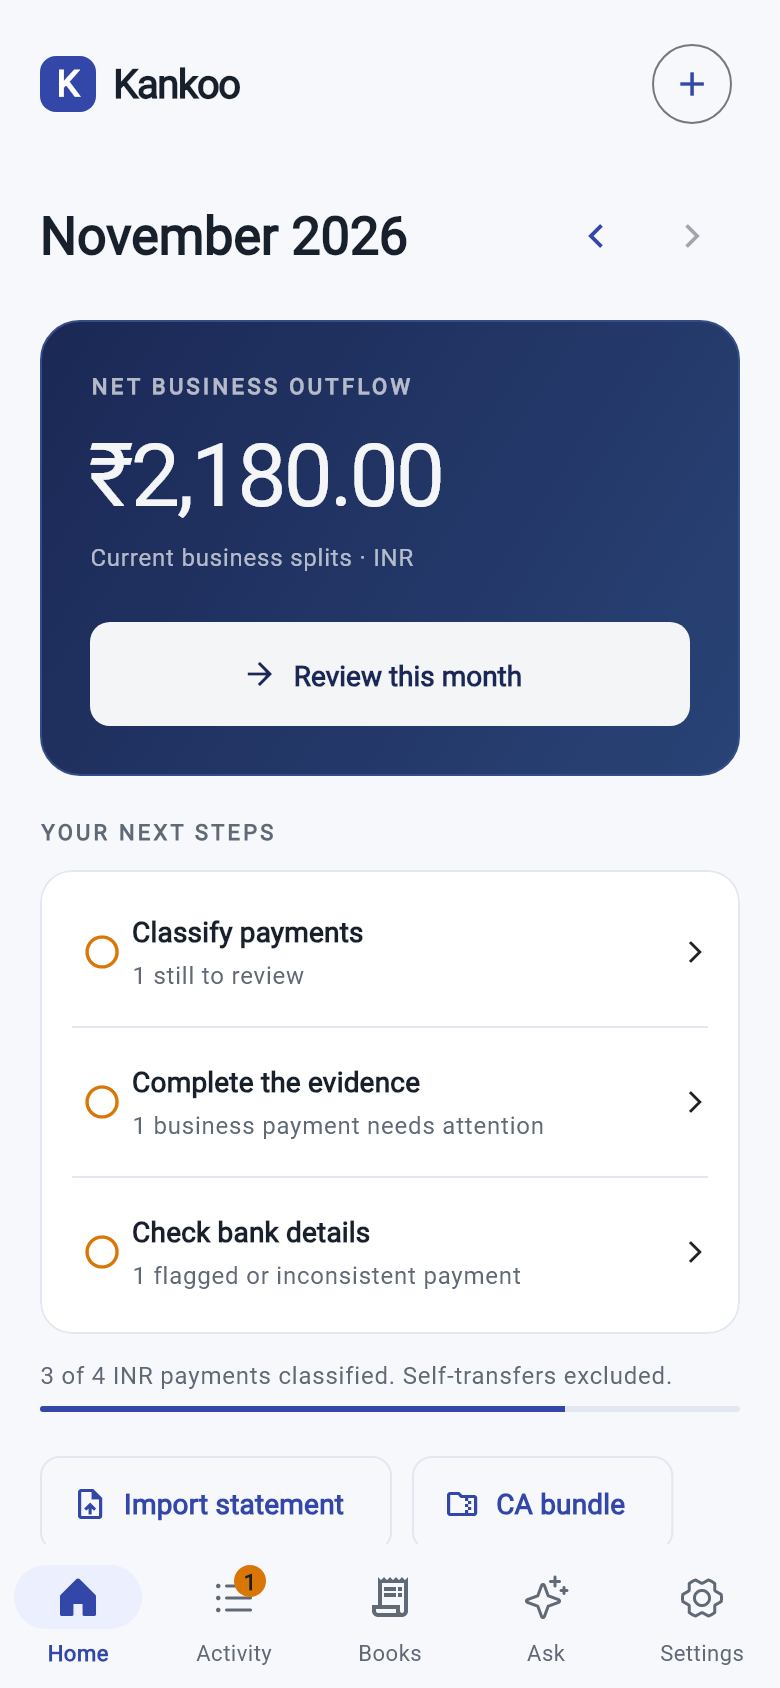 K Kankoo
November 2026
NET BUSINESS OUTFLOW
₹2,180.00
Current business splits · INR
Review this month
YOUR NEXT STEPS
Classify payments
1 still to review
Complete the evidence
1 business payment needs attention
Check bank details
1 flagged or inconsistent payment
3 of 4 INR payments classified. Self-transfers excluded.
Import statement
CA bundle
1
Home
Activity
Books
Ask
Settings